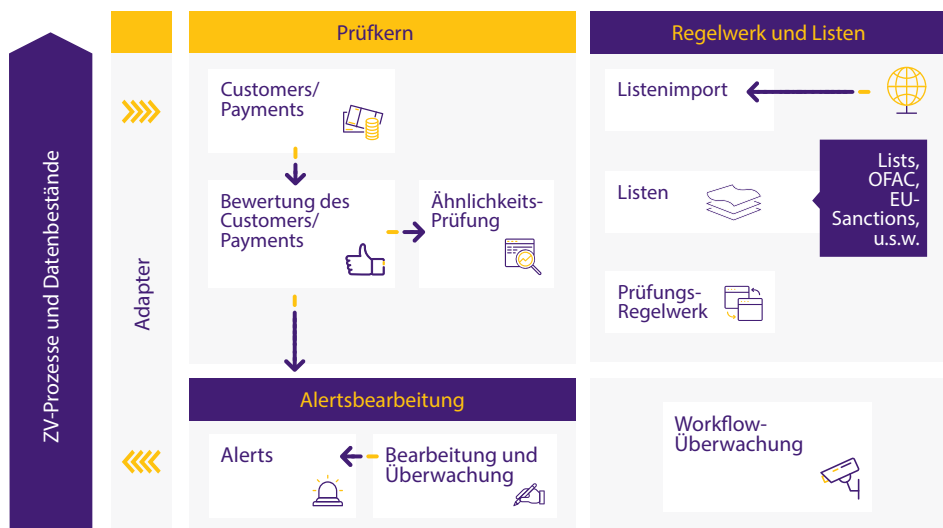 ZV-Prozesse und Datenbestände
Adapter
Prüfkern
Customers/
Payments
Bewertung des
Customers/
Payments
Ähnlichkeits-
Prüfung
Regelwerk und Listen
Listenimport
Listen
Lists,
OFAC,
EU-
Sanctions,
u.s.w.
Prüfungs-
Regelwerk
Alertsbearbeitung
Alerts
Bearbeitung und
Überwachung
Workflow-
Überwachung